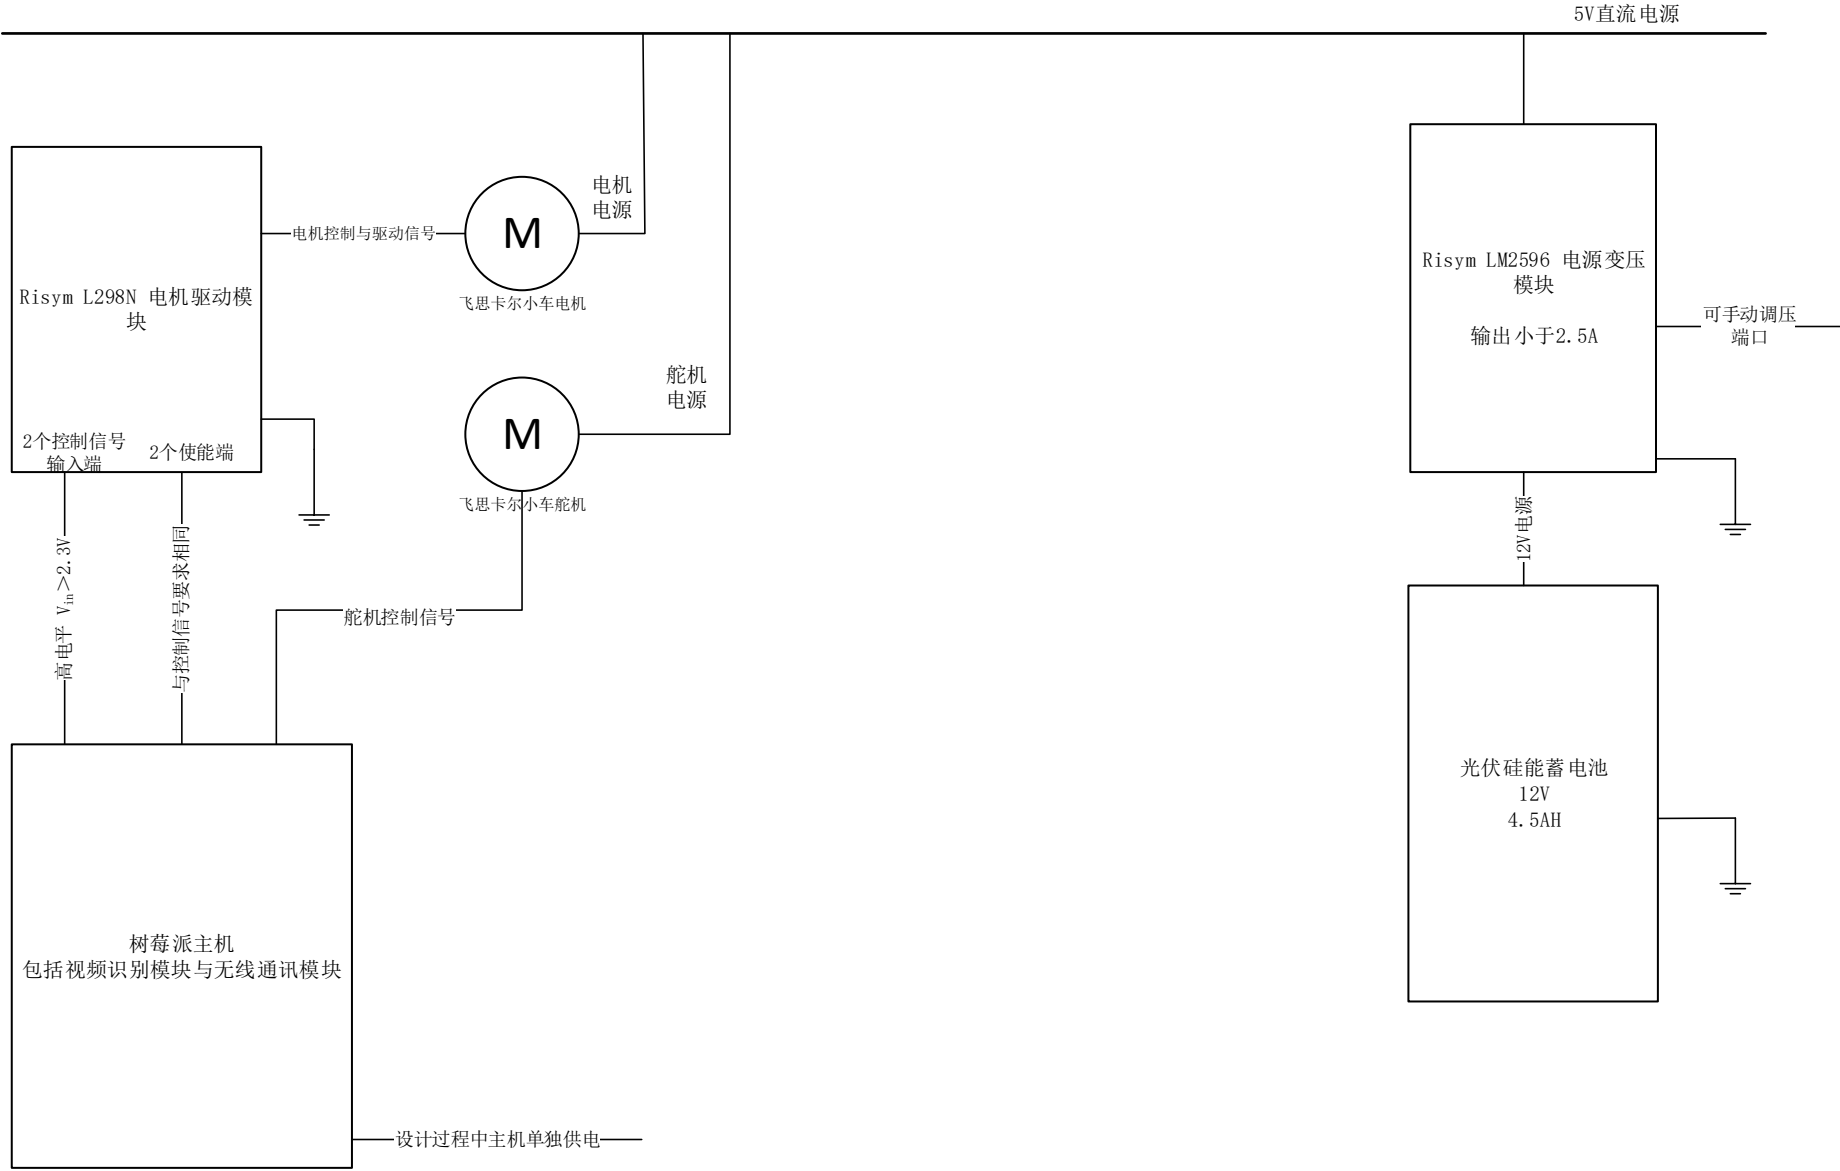 5V直流电源
电机
电源
M
电机控制与驱动信号
飞思卡尔小车电机
Risym L298N 电机驱动模
块
2个控制信号
输入端
2个使能端
舵机
电源
M
飞思卡尔小车舵机
Risym LM2596 电源变压
模块
输出小于2.5A
可手动调压
端口
12V电源
高电平 Vin＞2.3V
与控制信号要求相同
舵机控制信号
光伏硅能蓄电池
12V
4.5AH
树莓派主机
包括视频识别模块与无线通讯模块
设计过程中主机单独供电